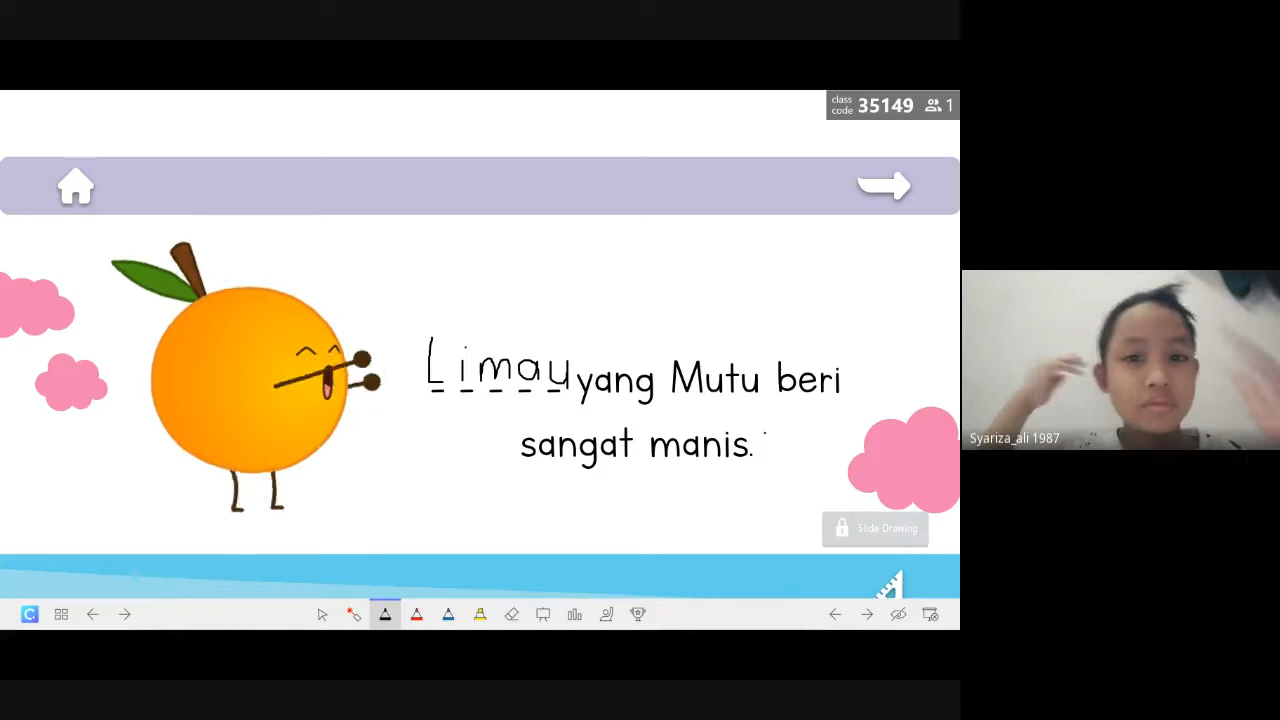 class code 35149 1
Limau yang Mutu beri
sangat manis.
Syariza_ali 1987
Slide Drawing